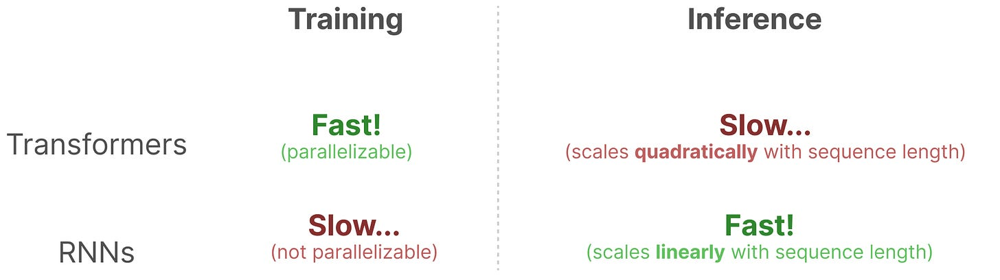 Training
Inference
Transformers
Fast!
(parallelizable)
Slow...
(scales quadratically with sequence length)
RNNs
Slow...
(not parallelizable)
Fast!
(scales linearly with sequence length)